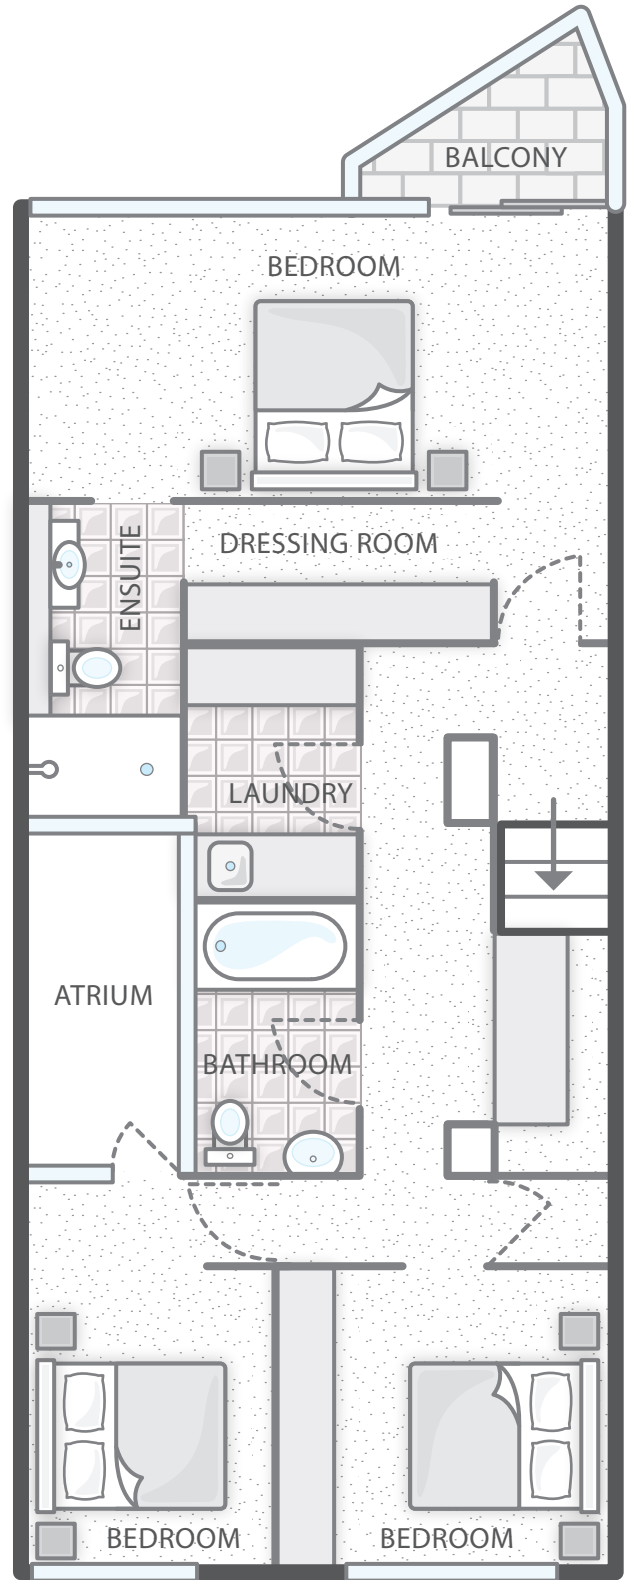 BALCONY
BEDROOM
DRESSING ROOM
ENSUITE
LAUNDRY
ATRIUM
BATHROOM
BEDROOM
BEDROOM